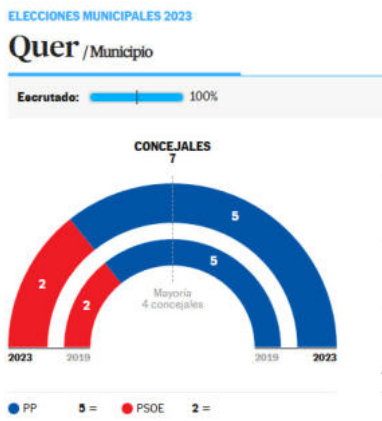 ELECCIONES MUNICIPALES 2023
Quer / Municipio
Escrutado: 100%
CONCEJALES
7
5
5
2
2
Mayoría
4 concejales
2023 2019 2019 2023
PP 5 = PSOE 2 =